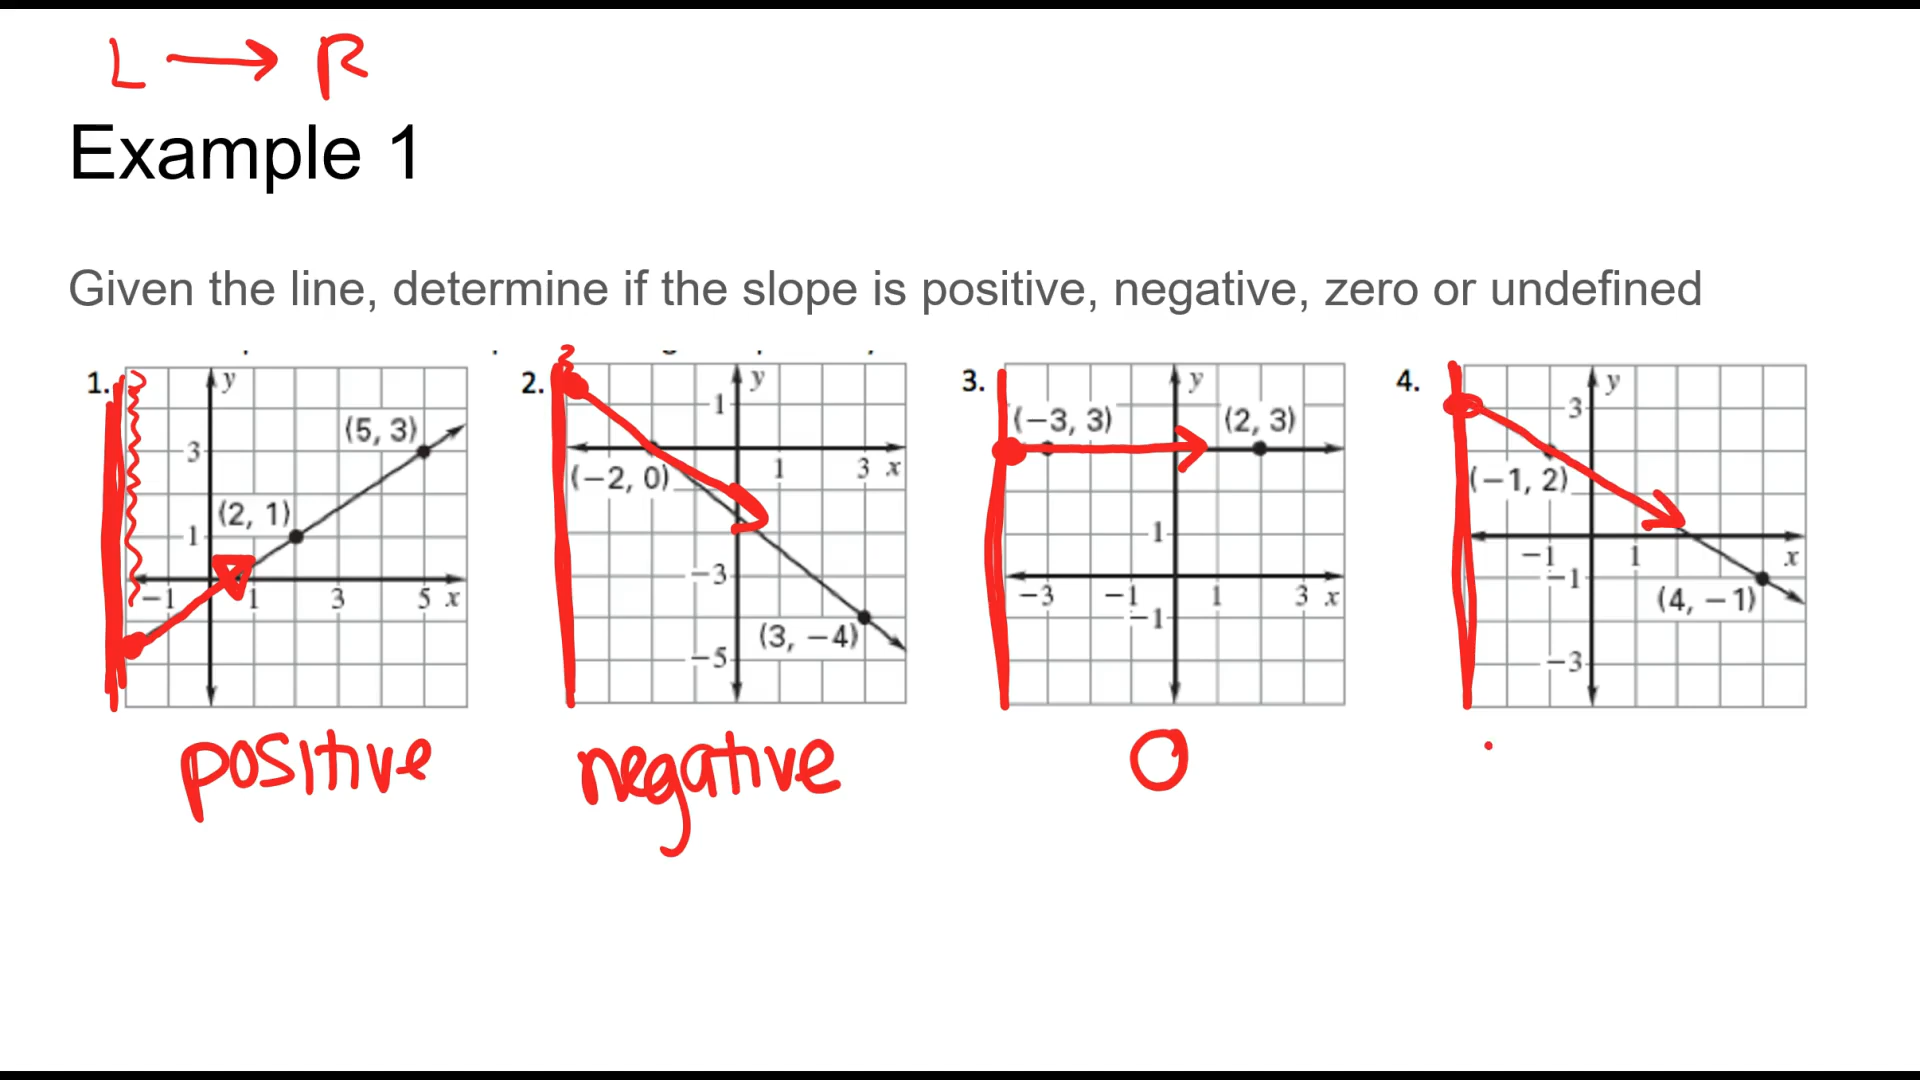 L → R
Example 1
Given the line, determine if the slope is positive, negative, zero or undefined
1.
y
(5, 3)
3
(2, 1)
1
−1 1 3 5 x
positive
2.
y
1
1 3 x
(−2, 0)
−3
(3, −4)
−5
negative
3.
y
(−3, 3) (2, 3)
1
−3 −1 1 3 x
−1
0
4.
y
3
(−1, 2)
−1 1 x
−1
(4, −1)
−3